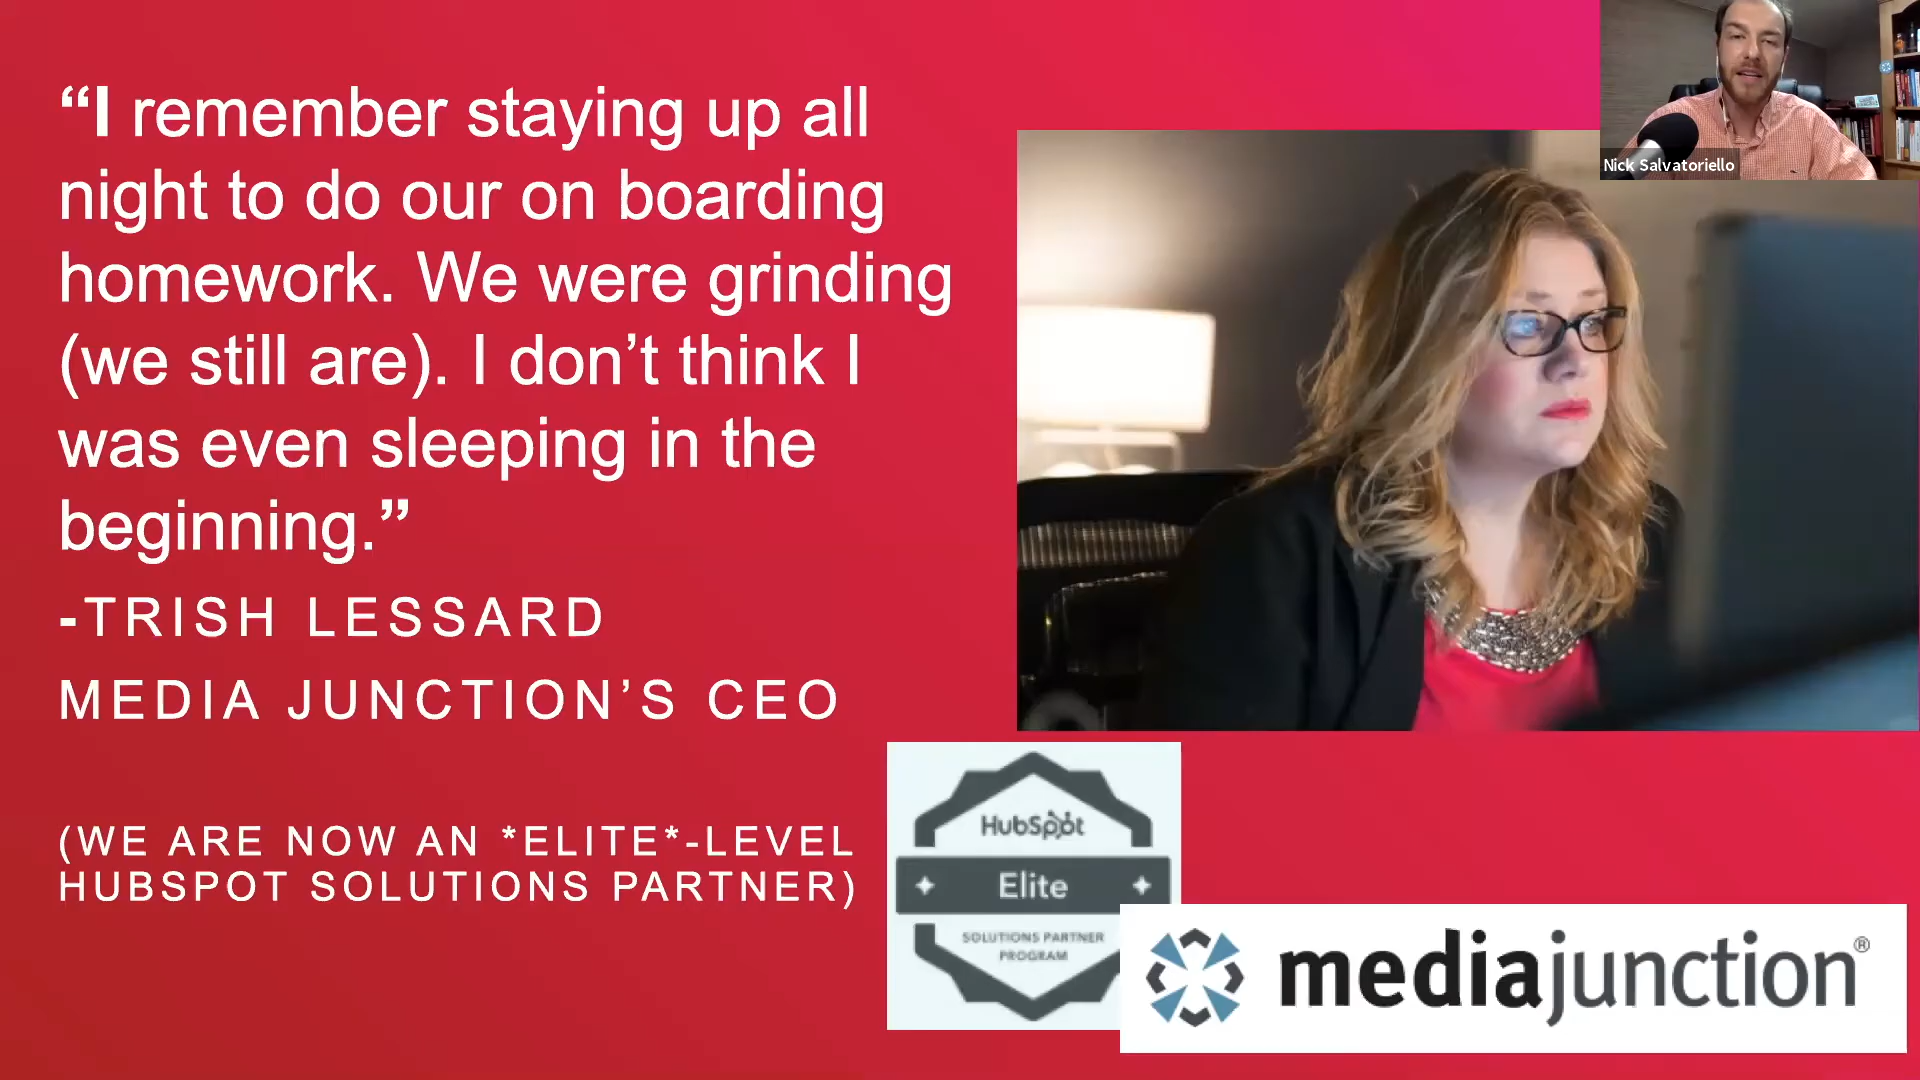 “I remember staying up all
night to do our on boarding
homework. We were grinding
(we still are). I don’t think I
was even sleeping in the
beginning.”
-TRISH LESSARD
MEDIA JUNCTION’S CEO
(WE ARE NOW AN *ELITE*-LEVEL
HUBSPOT SOLUTIONS PARTNER)
Nick Salvatoriello
HubSpot
Elite
SOLUTIONS PARTNER
PROGRAM
mediajunction®